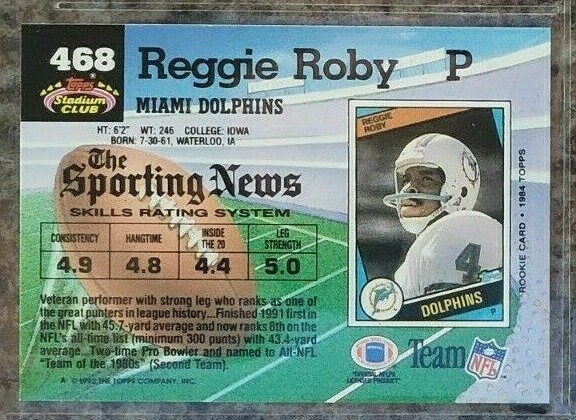 468
Topps
Stadium
CLUB
Reggie Roby P
MIAMI DOLPHINS
HT: 6'2" WT: 246 COLLEGE: IOWA
BORN: 7-30-61, WATERLOO, IA
The
Sporting News
SKILLS RATING SYSTEM
CONSISTENCY HANGTIME INSIDE THE 20 LEG STRENGTH
4.9 4.8 4.4 5.0
Veteran performer with strong leg who ranks as one of
the great punters in league history...Finished 1991 first in
the NFL with 45.7-yard average and now ranks 8th on the
NFL's all-time list (minimum 300 punts) with 43.4-yard
average. Two-time Pro Bowler and named to All-NFL
"Team of the 1980s" (Second Team).
A © 1992 THE TOPPS COMPANY, INC.
REGGIE
ROBY
4
DOLPHINS
P
ROOKIE CARD • 1984 TOPPS
LICENSED PRODUCT
Team NFL